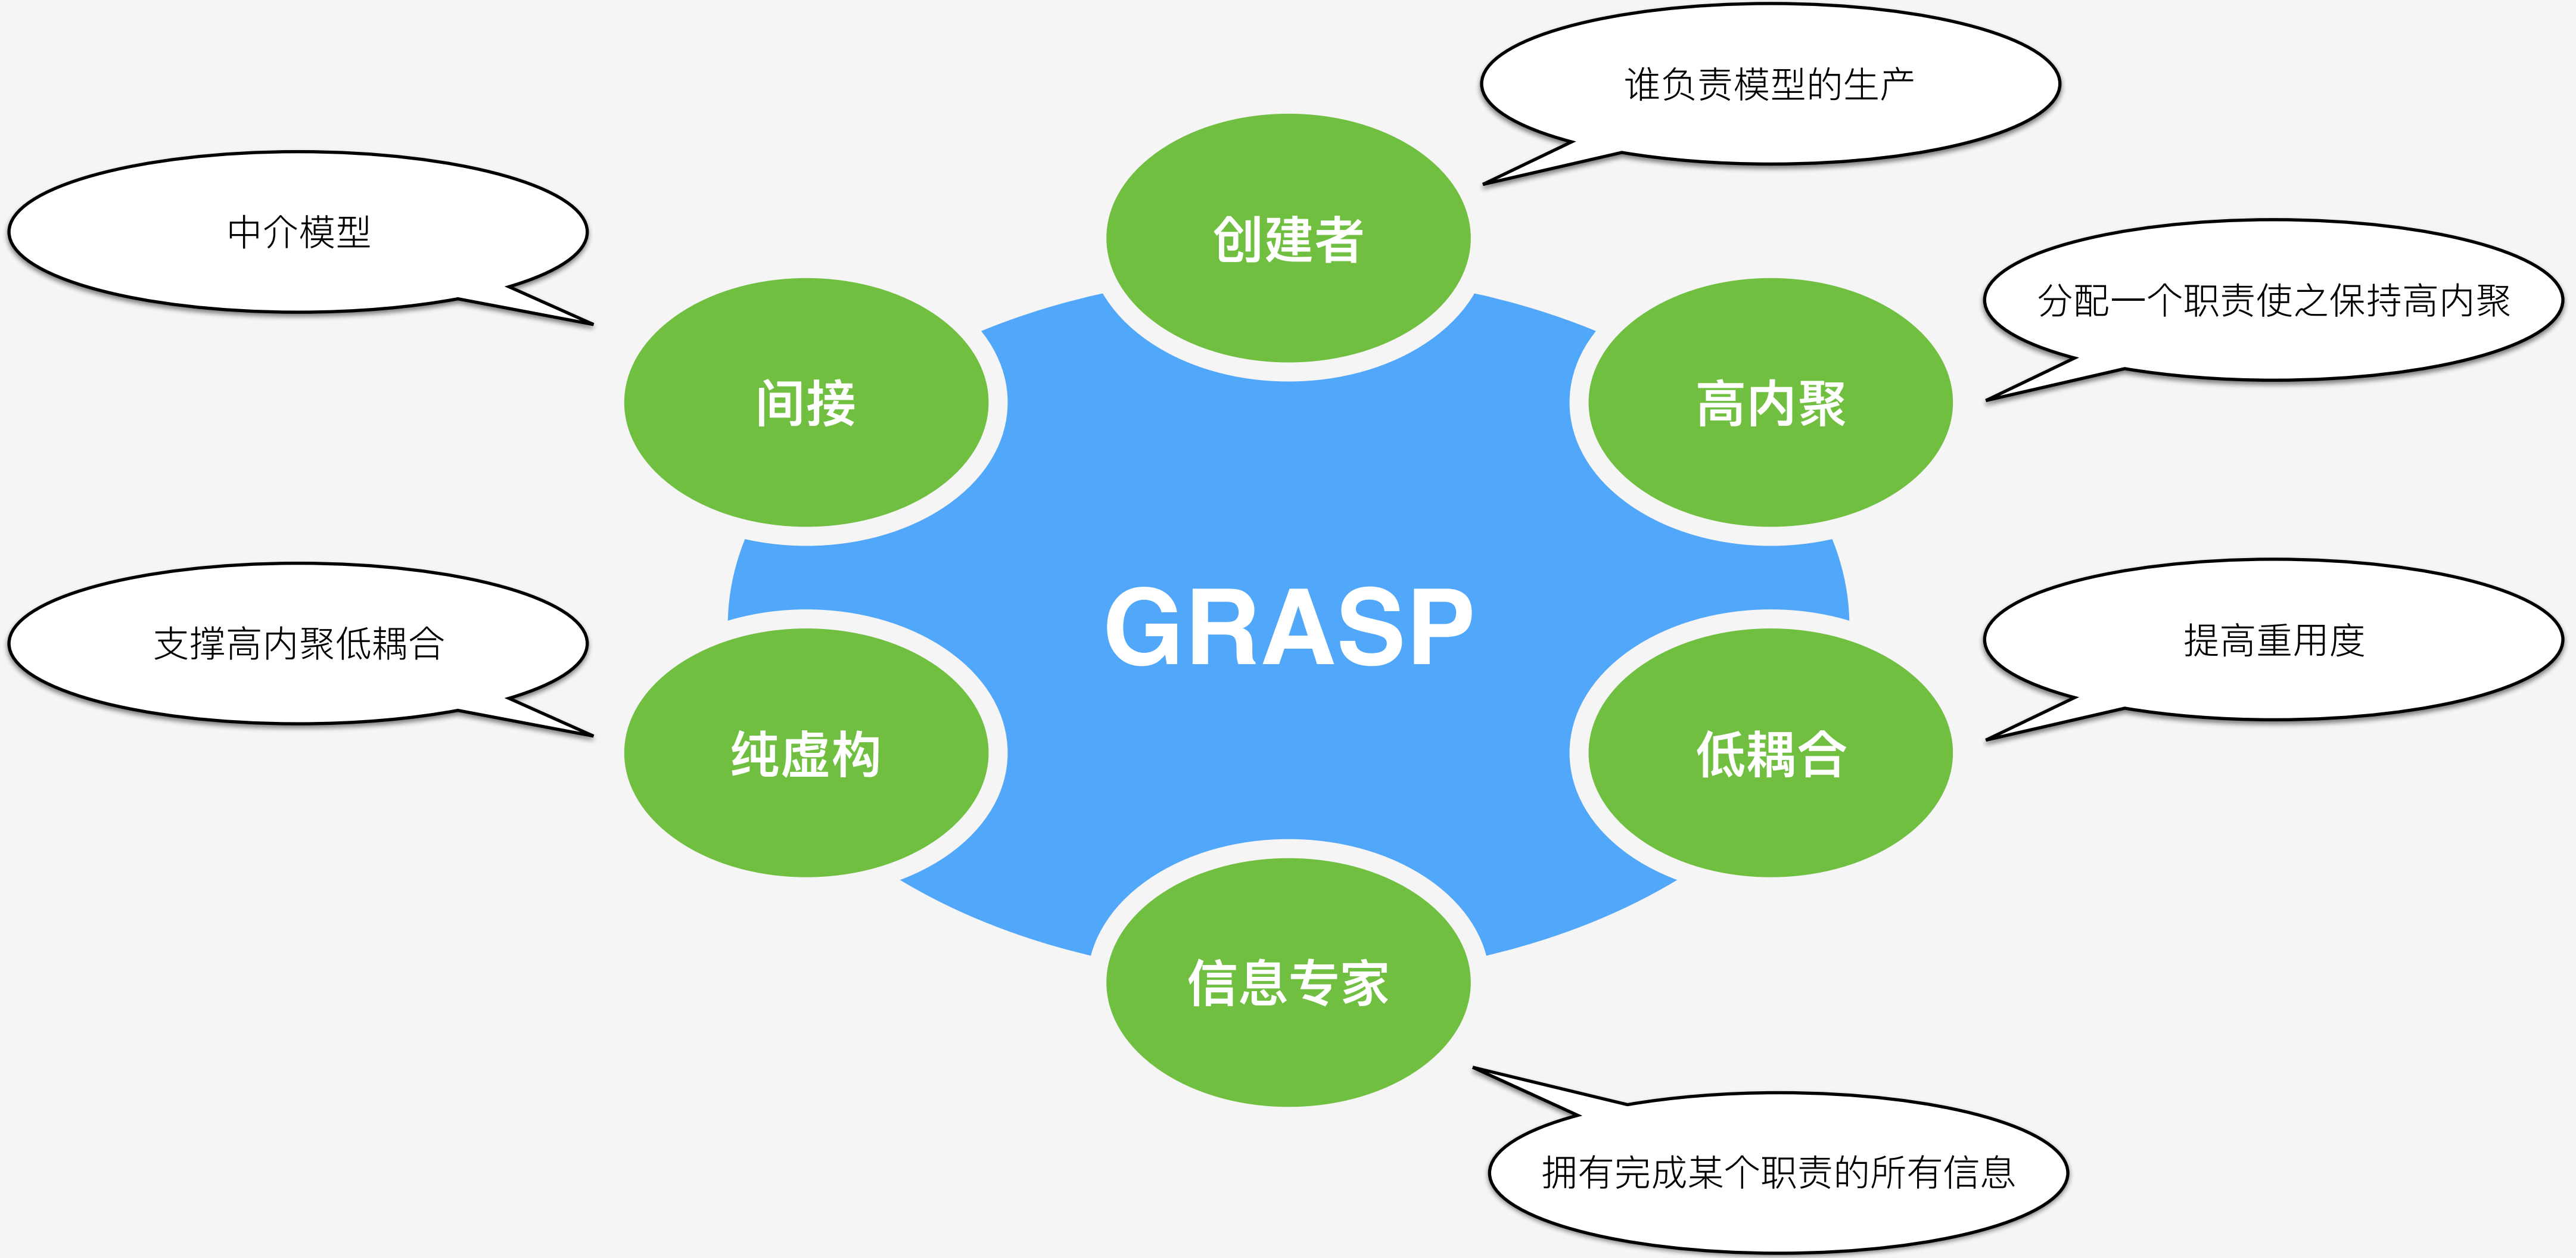 谁负责模型的生产
创建者
中介模型
间接
分配一个职责使之保持高内聚
高内聚
GRASP
支撑高内聚低耦合
纯虚构
提高重用度
低耦合
信息专家
拥有完成某个职责的所有信息